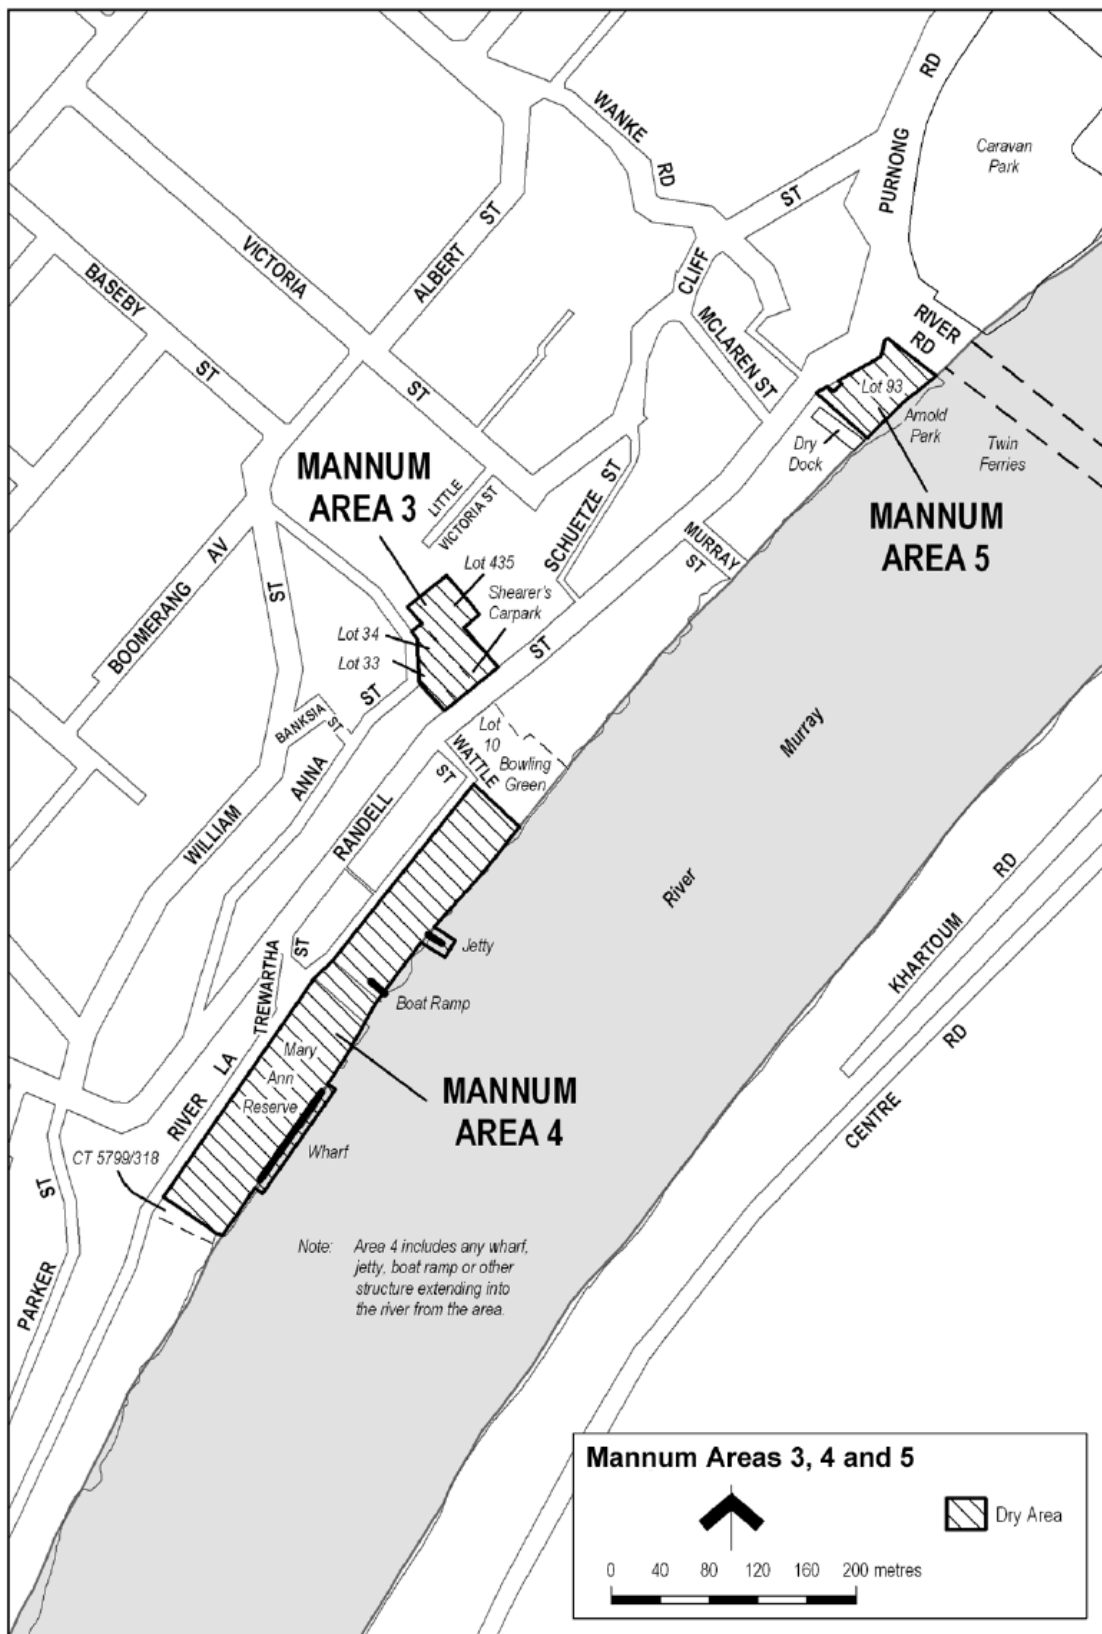 WANKE
RD
RD
PURNONG
Caravan
Park
ST
VICTORIA
ALBERT
ST
BASEBY
ST
ST
CLIFF
MCLAREN ST
RIVER
RD
Lot 93
Arnold
Park
Dry
Dock
Twin
Ferries
MANNUM
AREA 5
MANNUM
AREA 3
LITTLE
VICTORIA ST
SCHUETZE
ST
MURRAY
ST
BOOMERANG
AV
ST
Lot 435
Shearer's
Carpark
Lot 34
Lot 33
ST
ST
BANKSIA
ST
ANNA
WILLIAM
RANDELL
ST
WATTLE
Lot
10
Bowling
Green
Murray
River
Jetty
Boat Ramp
TREWARTHA
ST
RIVER
LA
Mary
Ann
Reserve
Wharf
MANNUM
AREA 4
KHARTOUM
RD
CENTRE
RD
CT 5799/318
PARKER
ST
Note: Area 4 includes any wharf,
jetty, boat ramp or other
structure extending into
the river from the area.
Mannum Areas 3, 4 and 5
Dry Area
0 40 80 120 160 200 metres